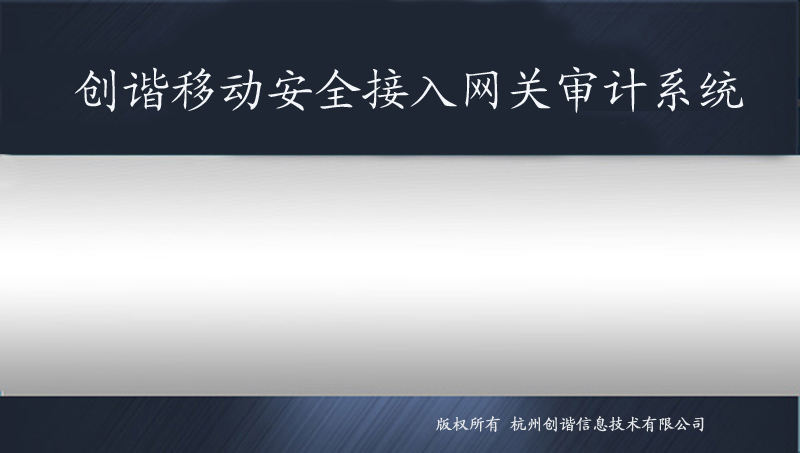 创谐移动安全接入网关审计系统
版权所有 杭州创谐信息技术有限公司